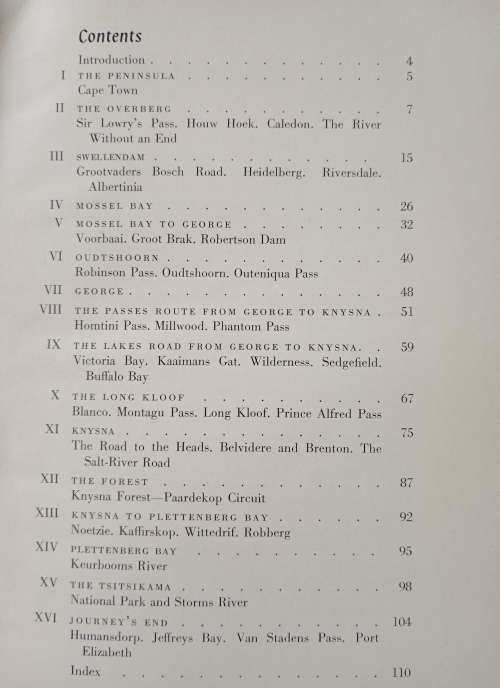 Contents
Introduction . . . . . . . . . . . . . 4
I THE PENINSULA . . . . . . . . . . . 5
Cape Town
II THE OVERBERG . . . . . . . . . . . 7
Sir Lowry's Pass. Houw Hoek. Caledon. The River
Without an End
III SWELLENDAM . . . . . . . . . . . . 15
Grootvaders Bosch Road. Heidelberg. Riversdale.
Albertinia
IV MOSSEL BAY . . . . . . . . . . . . 26
V MOSSEL BAY TO GEORGE . . . . . . . . 32
Voorbaai. Groot Brak. Robertson Dam
VI OUDTSHOORN . . . . . . . . . . . . 40
Robinson Pass. Oudtshoorn. Outeniqua Pass
VII GEORGE . . . . . . . . . . . . . . 48
VIII THE PASSES ROUTE FROM GEORGE TO KNYSNA . 51
Homtini Pass. Millwood. Phantom Pass
IX THE LAKES ROAD FROM GEORGE TO KNYSNA. . 59
Victoria Bay. Kaaimans Gat. Wilderness. Sedgefield.
Buffalo Bay
X THE LONG KLOOF . . . . . . . . . . 67
Blanco. Montagu Pass. Long Kloof. Prince Alfred Pass
XI KNYSNA . . . . . . . . . . . . . . 75
The Road to the Heads. Belvidere and Brenton. The
Salt-River Road
XII THE FOREST . . . . . . . . . . . . 87
Knysna Forest—Paardekop Circuit
XIII KNYSNA TO PLETTENBERG BAY . . . . . . 92
Noetzie. Kaffirskop. Wittedrif. Robberg
XIV PLETTENBERG BAY . . . . . . . . . . 95
Keurbooms River
XV THE TSITSIKAMA . . . . . . . . . . . 98
National Park and Storms River
XVI JOURNEY'S END . . . . . . . . . . . 104
Humansdorp. Jeffreys Bay. Van Stadens Pass. Port
Elizabeth
Index . . . . . . . . . . . . . . 110